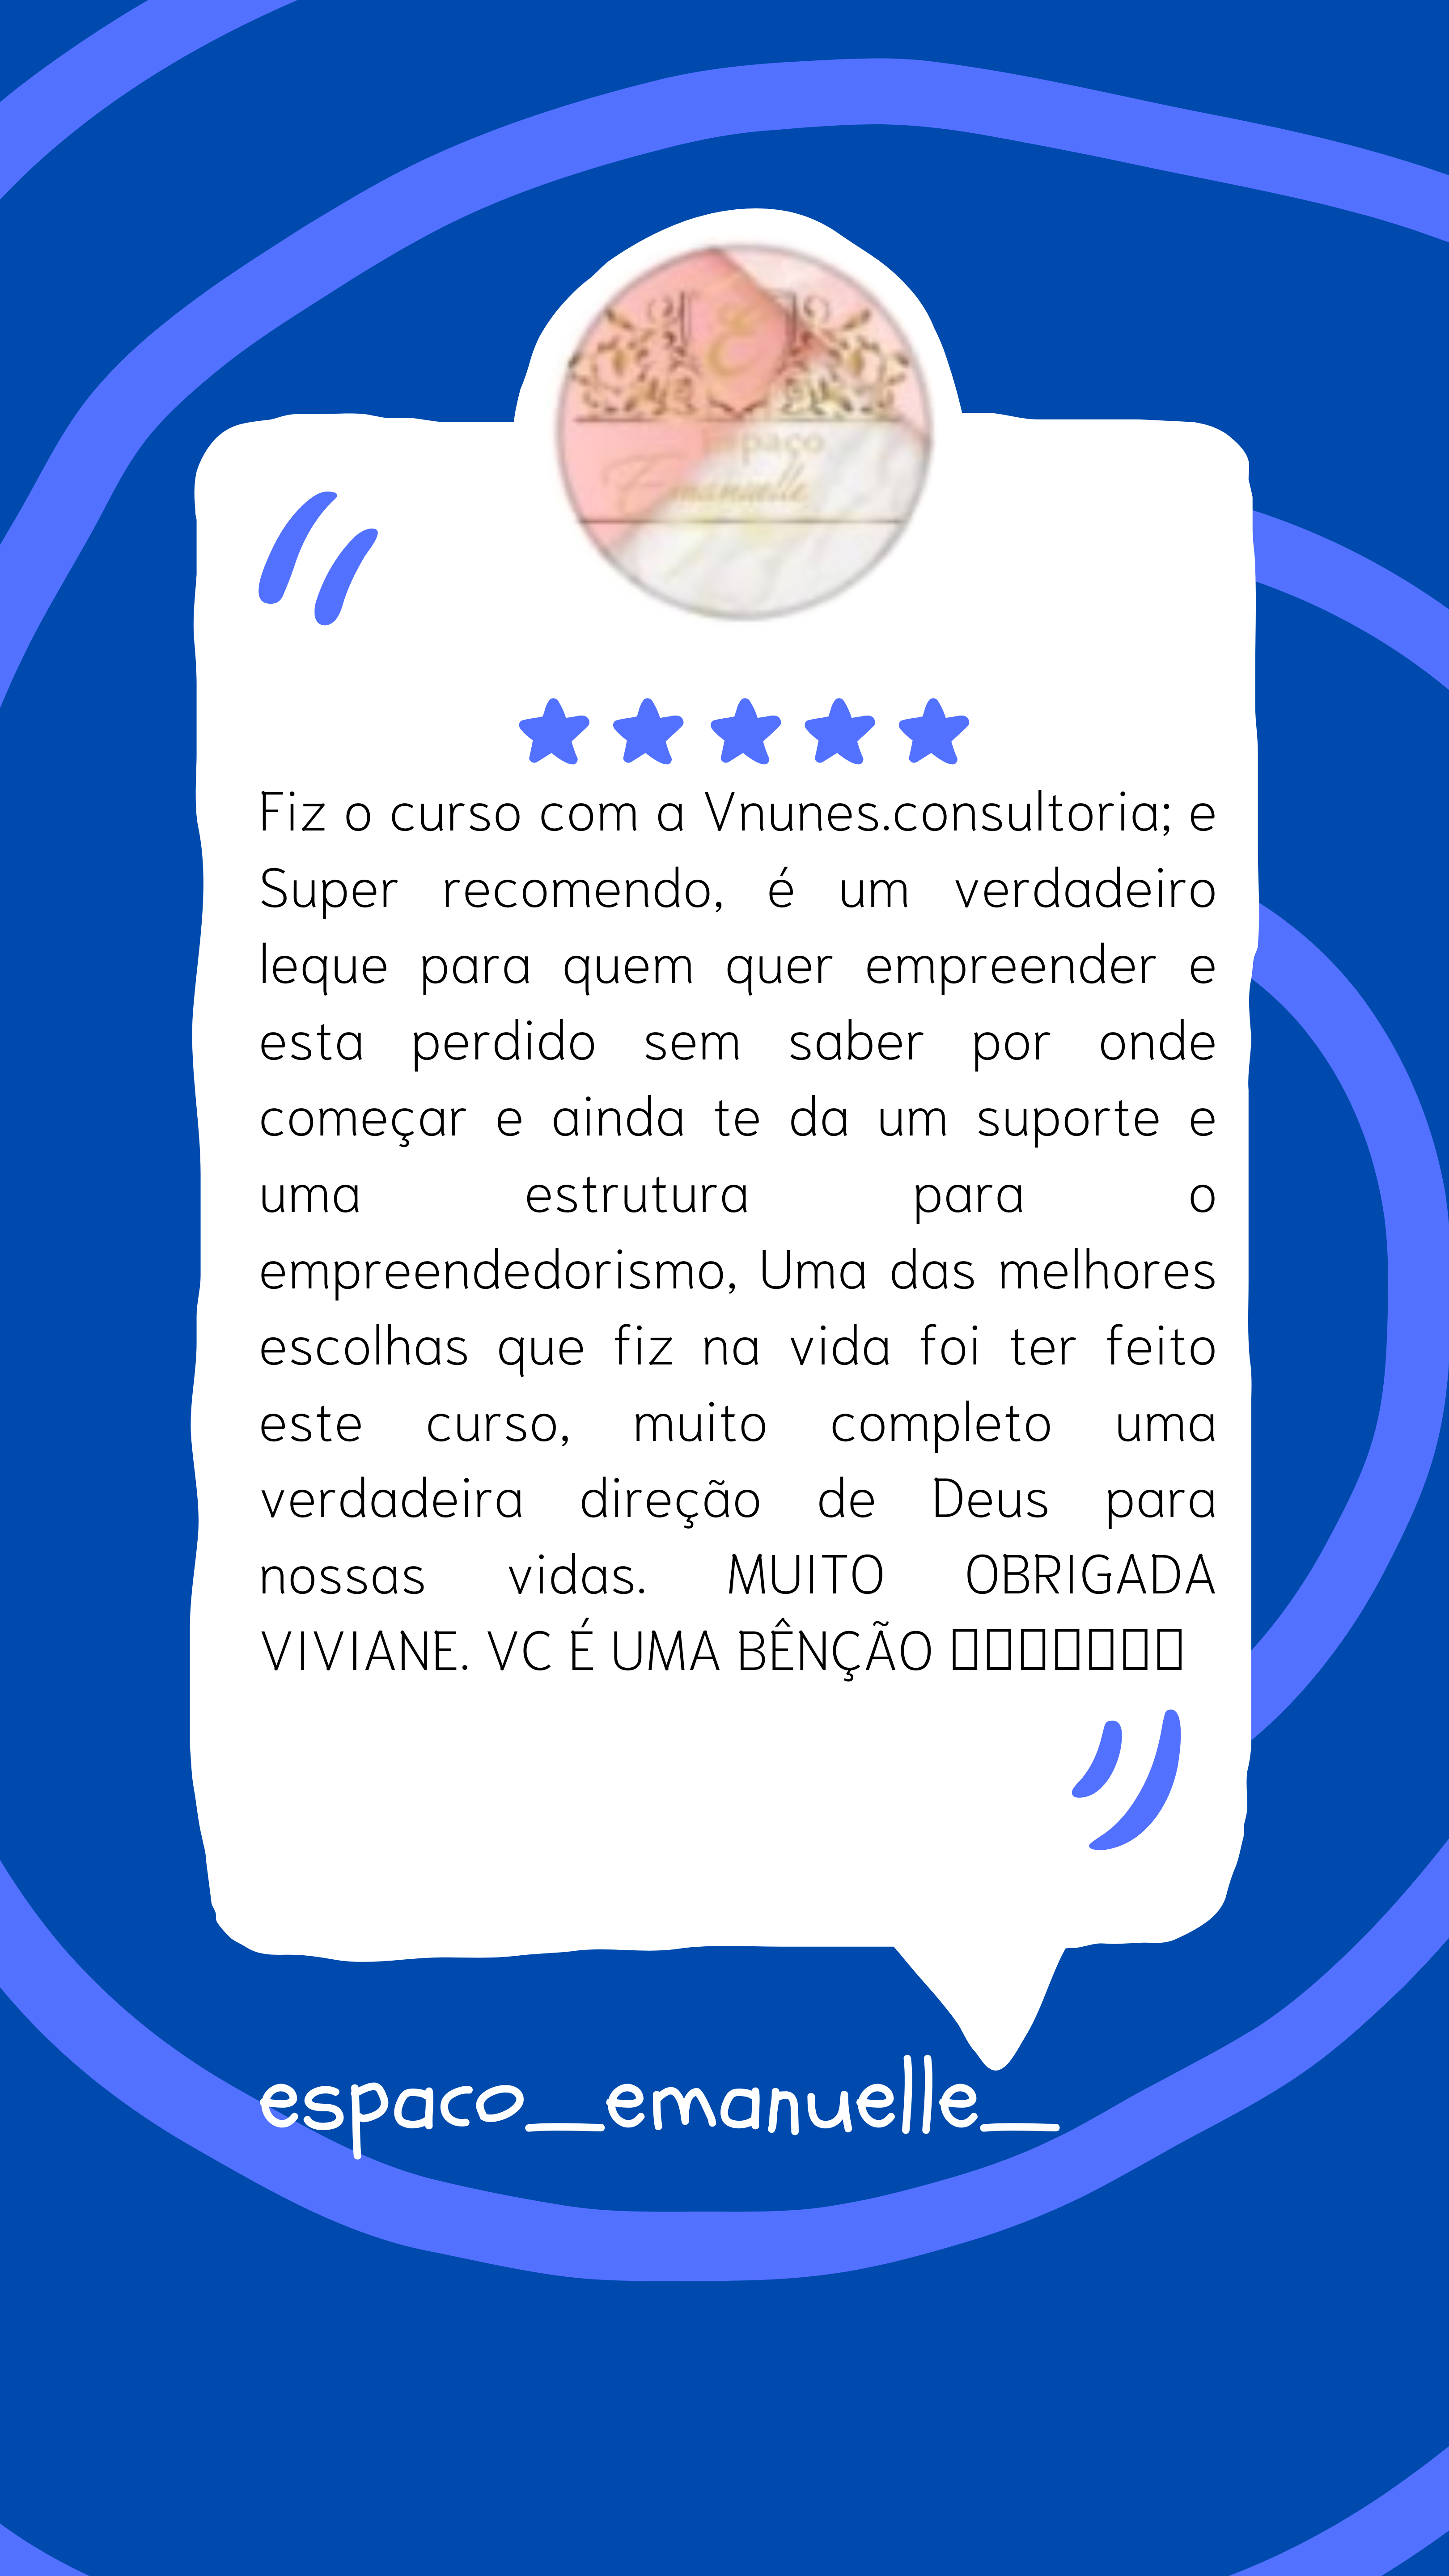 E
espaço
Emanuelle
Fiz o curso com a Vnunes.consultoria; e
Super recomendo, é um verdadeiro
leque para quem quer empreender e
esta perdido sem saber por onde
começar e ainda te da um suporte e
uma estrutura para o
empreendedorismo, Uma das melhores
escolhas que fiz na vida foi ter feito
este curso, muito completo uma
verdadeira direção de Deus para
nossas vidas. MUITO OBRIGADA
VIVIANE. VC É UMA BÊNÇÃO
espaco__emanuelle__